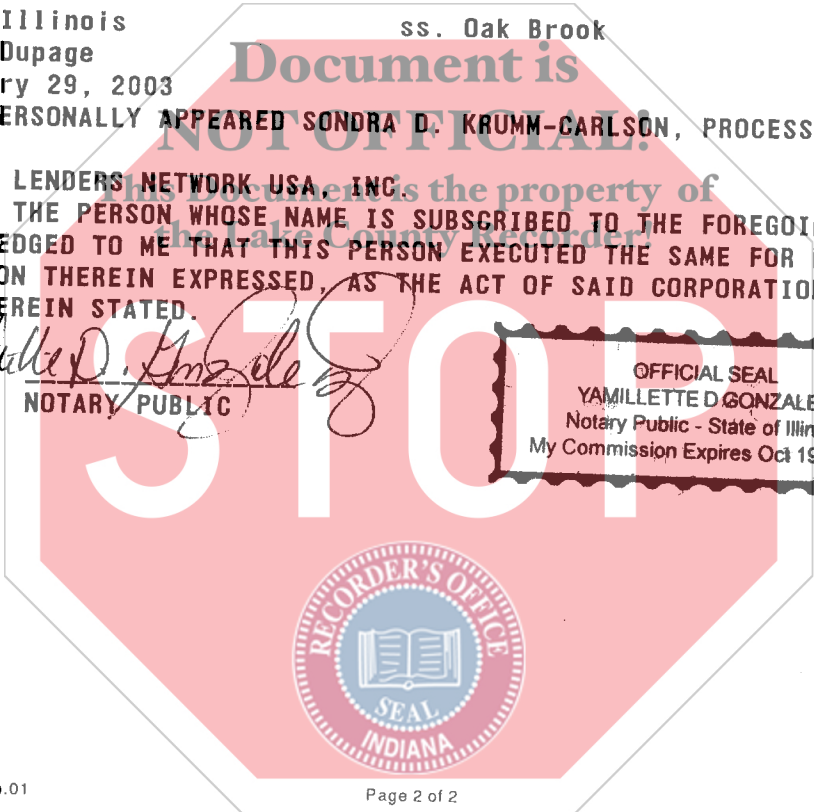 Illinois ss. Oak Brook
Dupage
Document is
ry 29, 2003
ERSONALLY APPEARED SONDRA D. KRUMM-CARLSON, PROCESS
NOT OFFICIAL!
LENDERS NETWORK USA, INC.
This Document is the property of
THE PERSON WHOSE NAME IS SUBSCRIBED TO THE FOREGOI
the Lake County Recorder!
EDGED TO ME THAT THIS PERSON EXECUTED THE SAME FOR
ON THEREIN EXPRESSED, AS THE ACT OF SAID CORPORATIO
EREIN STATED.
STOP
NOTARY PUBLIC
OFFICIAL SEAL
YAMILLETTE D GONZALE
Notary Public - State of Illin
My Commission Expires Oct 19
RECORDER'S OFFICE
SEAL
INDIANA
.01
Page 2 of 2